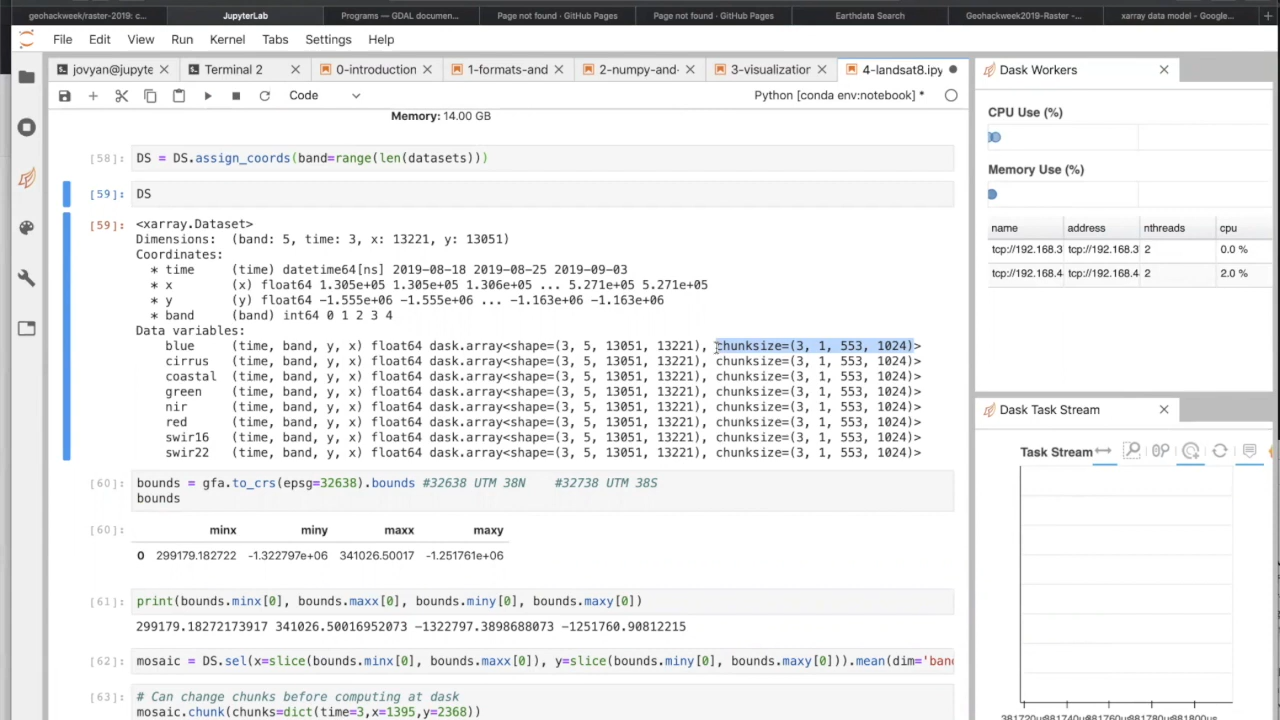 geohackweek/raster-2019: c...
JupyterLab
Programs — GDAL documen...
Page not found · GitHub Pages
Page not found · GitHub Pages
Earthdata Search
Geohackweek2019-Raster -...
xarray data model - Google...
File Edit View Run Kernel Tabs Settings Help
jovyan@jupyte
Terminal 2
0-introduction
1-formats-and
2-numpy-and-
3-visualization
4-landsat8.ipy
Code
Python [conda env:notebook] *
Memory: 14.00 GB
[58]: DS = DS.assign_coords(band=range(len(datasets)))
[59]: DS
[59]: <xarray.Dataset>
Dimensions: (band: 5, time: 3, x: 13221, y: 13051)
Coordinates:
* time (time) datetime64[ns] 2019-08-18 2019-08-25 2019-09-03
* x (x) float64 1.305e+05 1.305e+05 1.306e+05 ... 5.271e+05 5.271e+05
* y (y) float64 -1.555e+06 -1.555e+06 ... -1.163e+06 -1.163e+06
* band (band) int64 0 1 2 3 4
Data variables:
blue (time, band, y, x) float64 dask.array<shape=(3, 5, 13051, 13221), chunksize=(3, 1, 553, 1024)>
cirrus (time, band, y, x) float64 dask.array<shape=(3, 5, 13051, 13221), chunksize=(3, 1, 553, 1024)>
coastal (time, band, y, x) float64 dask.array<shape=(3, 5, 13051, 13221), chunksize=(3, 1, 553, 1024)>
green (time, band, y, x) float64 dask.array<shape=(3, 5, 13051, 13221), chunksize=(3, 1, 553, 1024)>
nir (time, band, y, x) float64 dask.array<shape=(3, 5, 13051, 13221), chunksize=(3, 1, 553, 1024)>
red (time, band, y, x) float64 dask.array<shape=(3, 5, 13051, 13221), chunksize=(3, 1, 553, 1024)>
swir16 (time, band, y, x) float64 dask.array<shape=(3, 5, 13051, 13221), chunksize=(3, 1, 553, 1024)>
swir22 (time, band, y, x) float64 dask.array<shape=(3, 5, 13051, 13221), chunksize=(3, 1, 553, 1024)>
[60]: bounds = gfa.to_crs(epsg=32638).bounds #32638 UTM 38N #32738 UTM 38S
bounds
[60]: minx miny maxx maxy
0 299179.182722 -1.322797e+06 341026.50017 -1.251761e+06
[61]: print(bounds.minx[0], bounds.maxx[0], bounds.miny[0], bounds.maxy[0])
299179.18272173917 341026.50016952073 -1322797.3898688073 -1251760.90812215
[62]: mosaic = DS.sel(x=slice(bounds.minx[0], bounds.maxx[0]), y=slice(bounds.miny[0], bounds.maxy[0])).mean(dim='band
[63]: # Can change chunks before computing at dask
mosaic.chunk(chunks=dict(time=3,x=1395,y=2368))
Dask Workers
CPU Use (%)
Memory Use (%)
name address nthreads cpu
tcp://192.168.3 tcp://192.168.3 2 0.0 %
tcp://192.168.4 tcp://192.168.4 2 2.0 %
Dask Task Stream
Task Stream